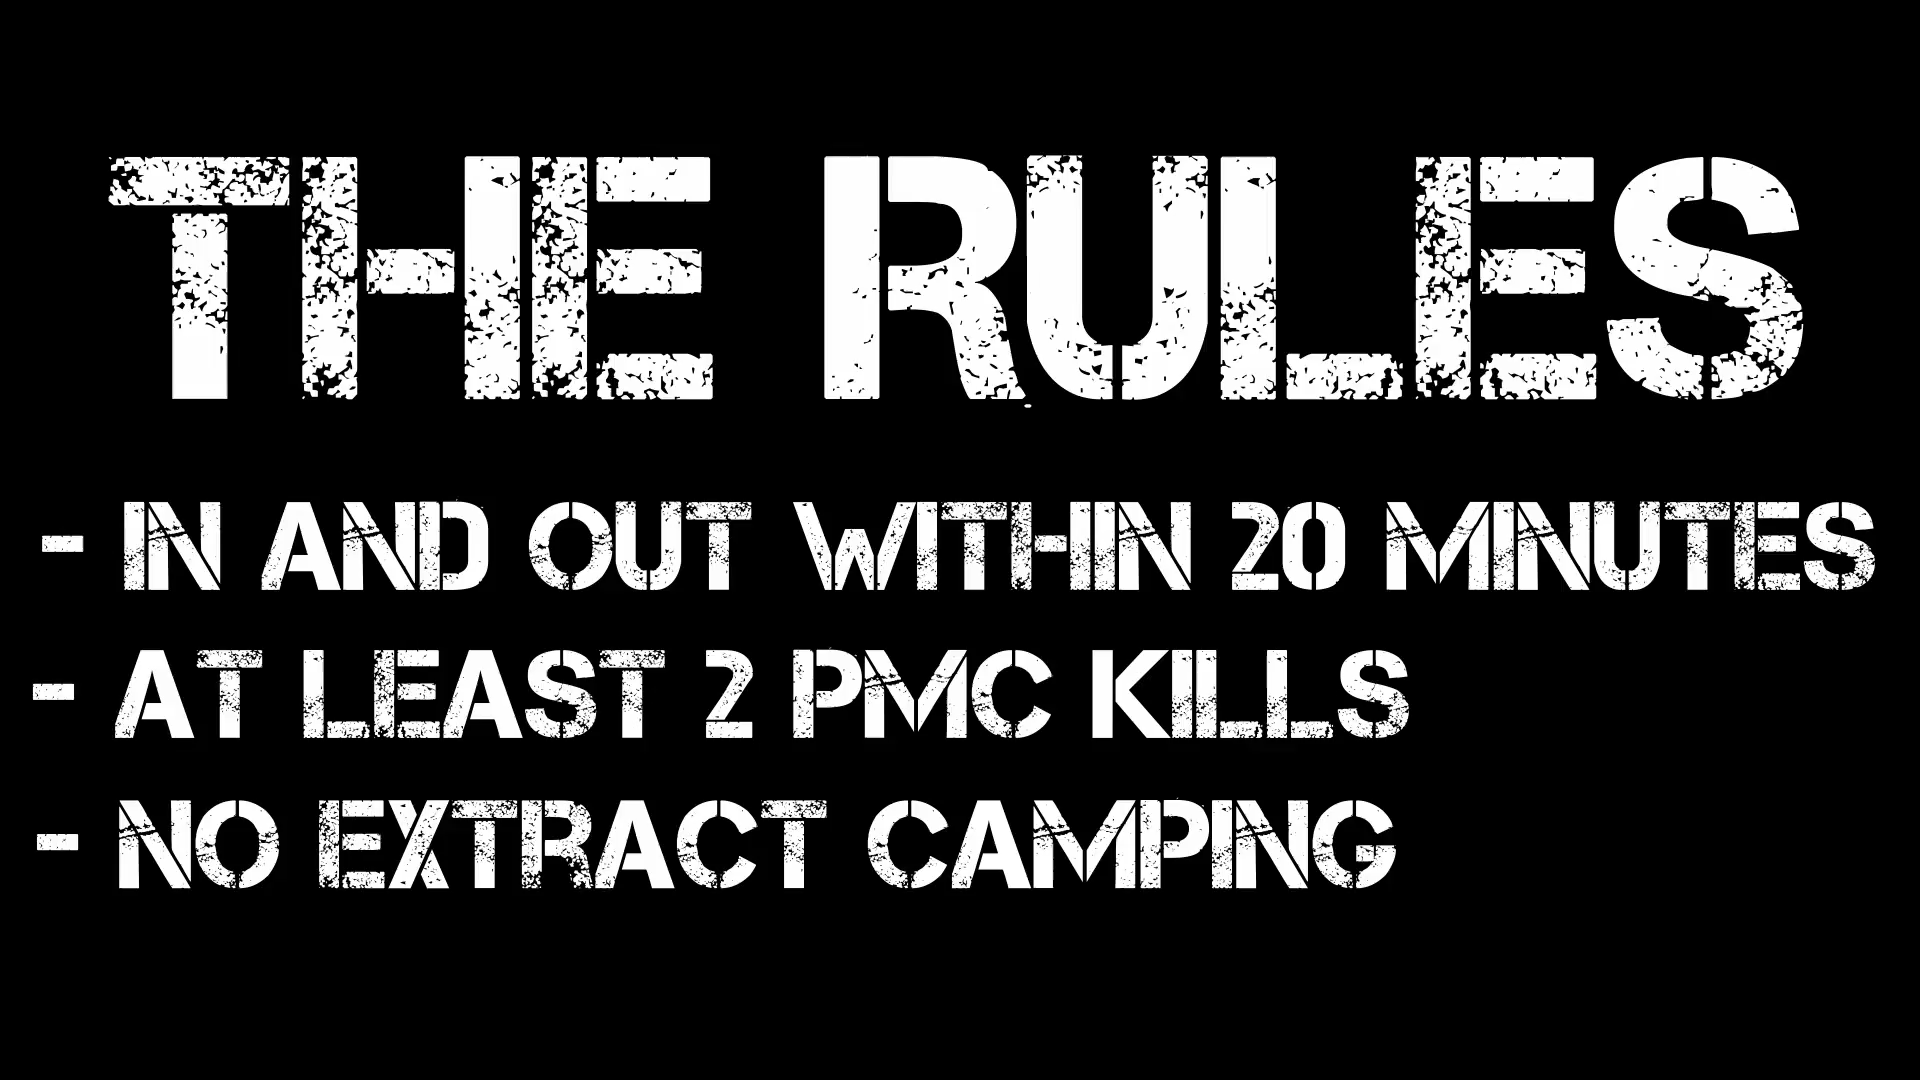 THE RULES
- IN AND OUT WITHIN 20 MINUTES
- AT LEAST 2 PMC KILLS
- NO EXTRACT CAMPING